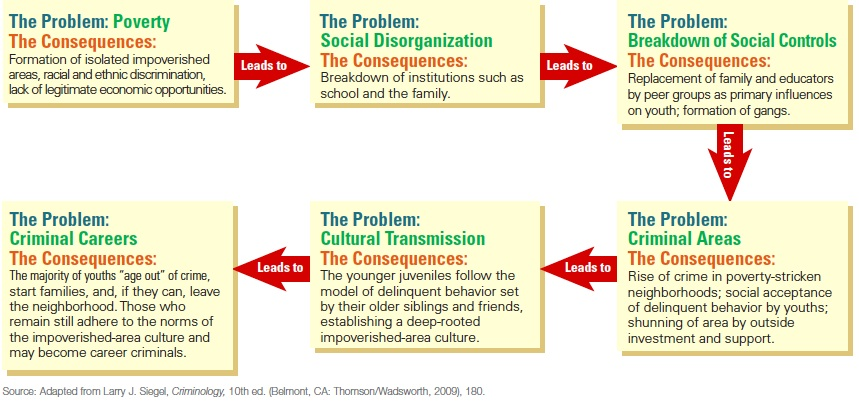 The Problem: Poverty
The Consequences:
Formation of isolated impoverished
areas, racial and ethnic discrimination,
lack of legitimate economic opportunities.
Leads to
The Problem:
Social Disorganization
The Consequences:
Breakdown of institutions such as
school and the family.
Leads to
The Problem:
Breakdown of Social Controls
The Consequences:
Replacement of family and educators
by peer groups as primary influences
on youth; formation of gangs.
Leads to
The Problem:
Criminal Areas
The Consequences:
Rise of crime in poverty-stricken
neighborhoods; social acceptance
of delinquent behavior by youths;
shunning of area by outside
investment and support.
Leads to
The Problem:
Cultural Transmission
The Consequences:
The younger juveniles follow the
model of delinquent behavior set
by their older siblings and friends,
establishing a deep-rooted
impoverished-area culture.
Leads to
The Problem:
Criminal Careers
The Consequences:
The majority of youths "age out" of crime,
start families, and, if they can, leave
the neighborhood. Those who
remain still adhere to the norms of
the impoverished-area culture and
may become career criminals.
Source: Adapted from Larry J. Siegel, Criminology, 10th ed. (Belmont, CA: Thomson/Wadsworth, 2009), 180.